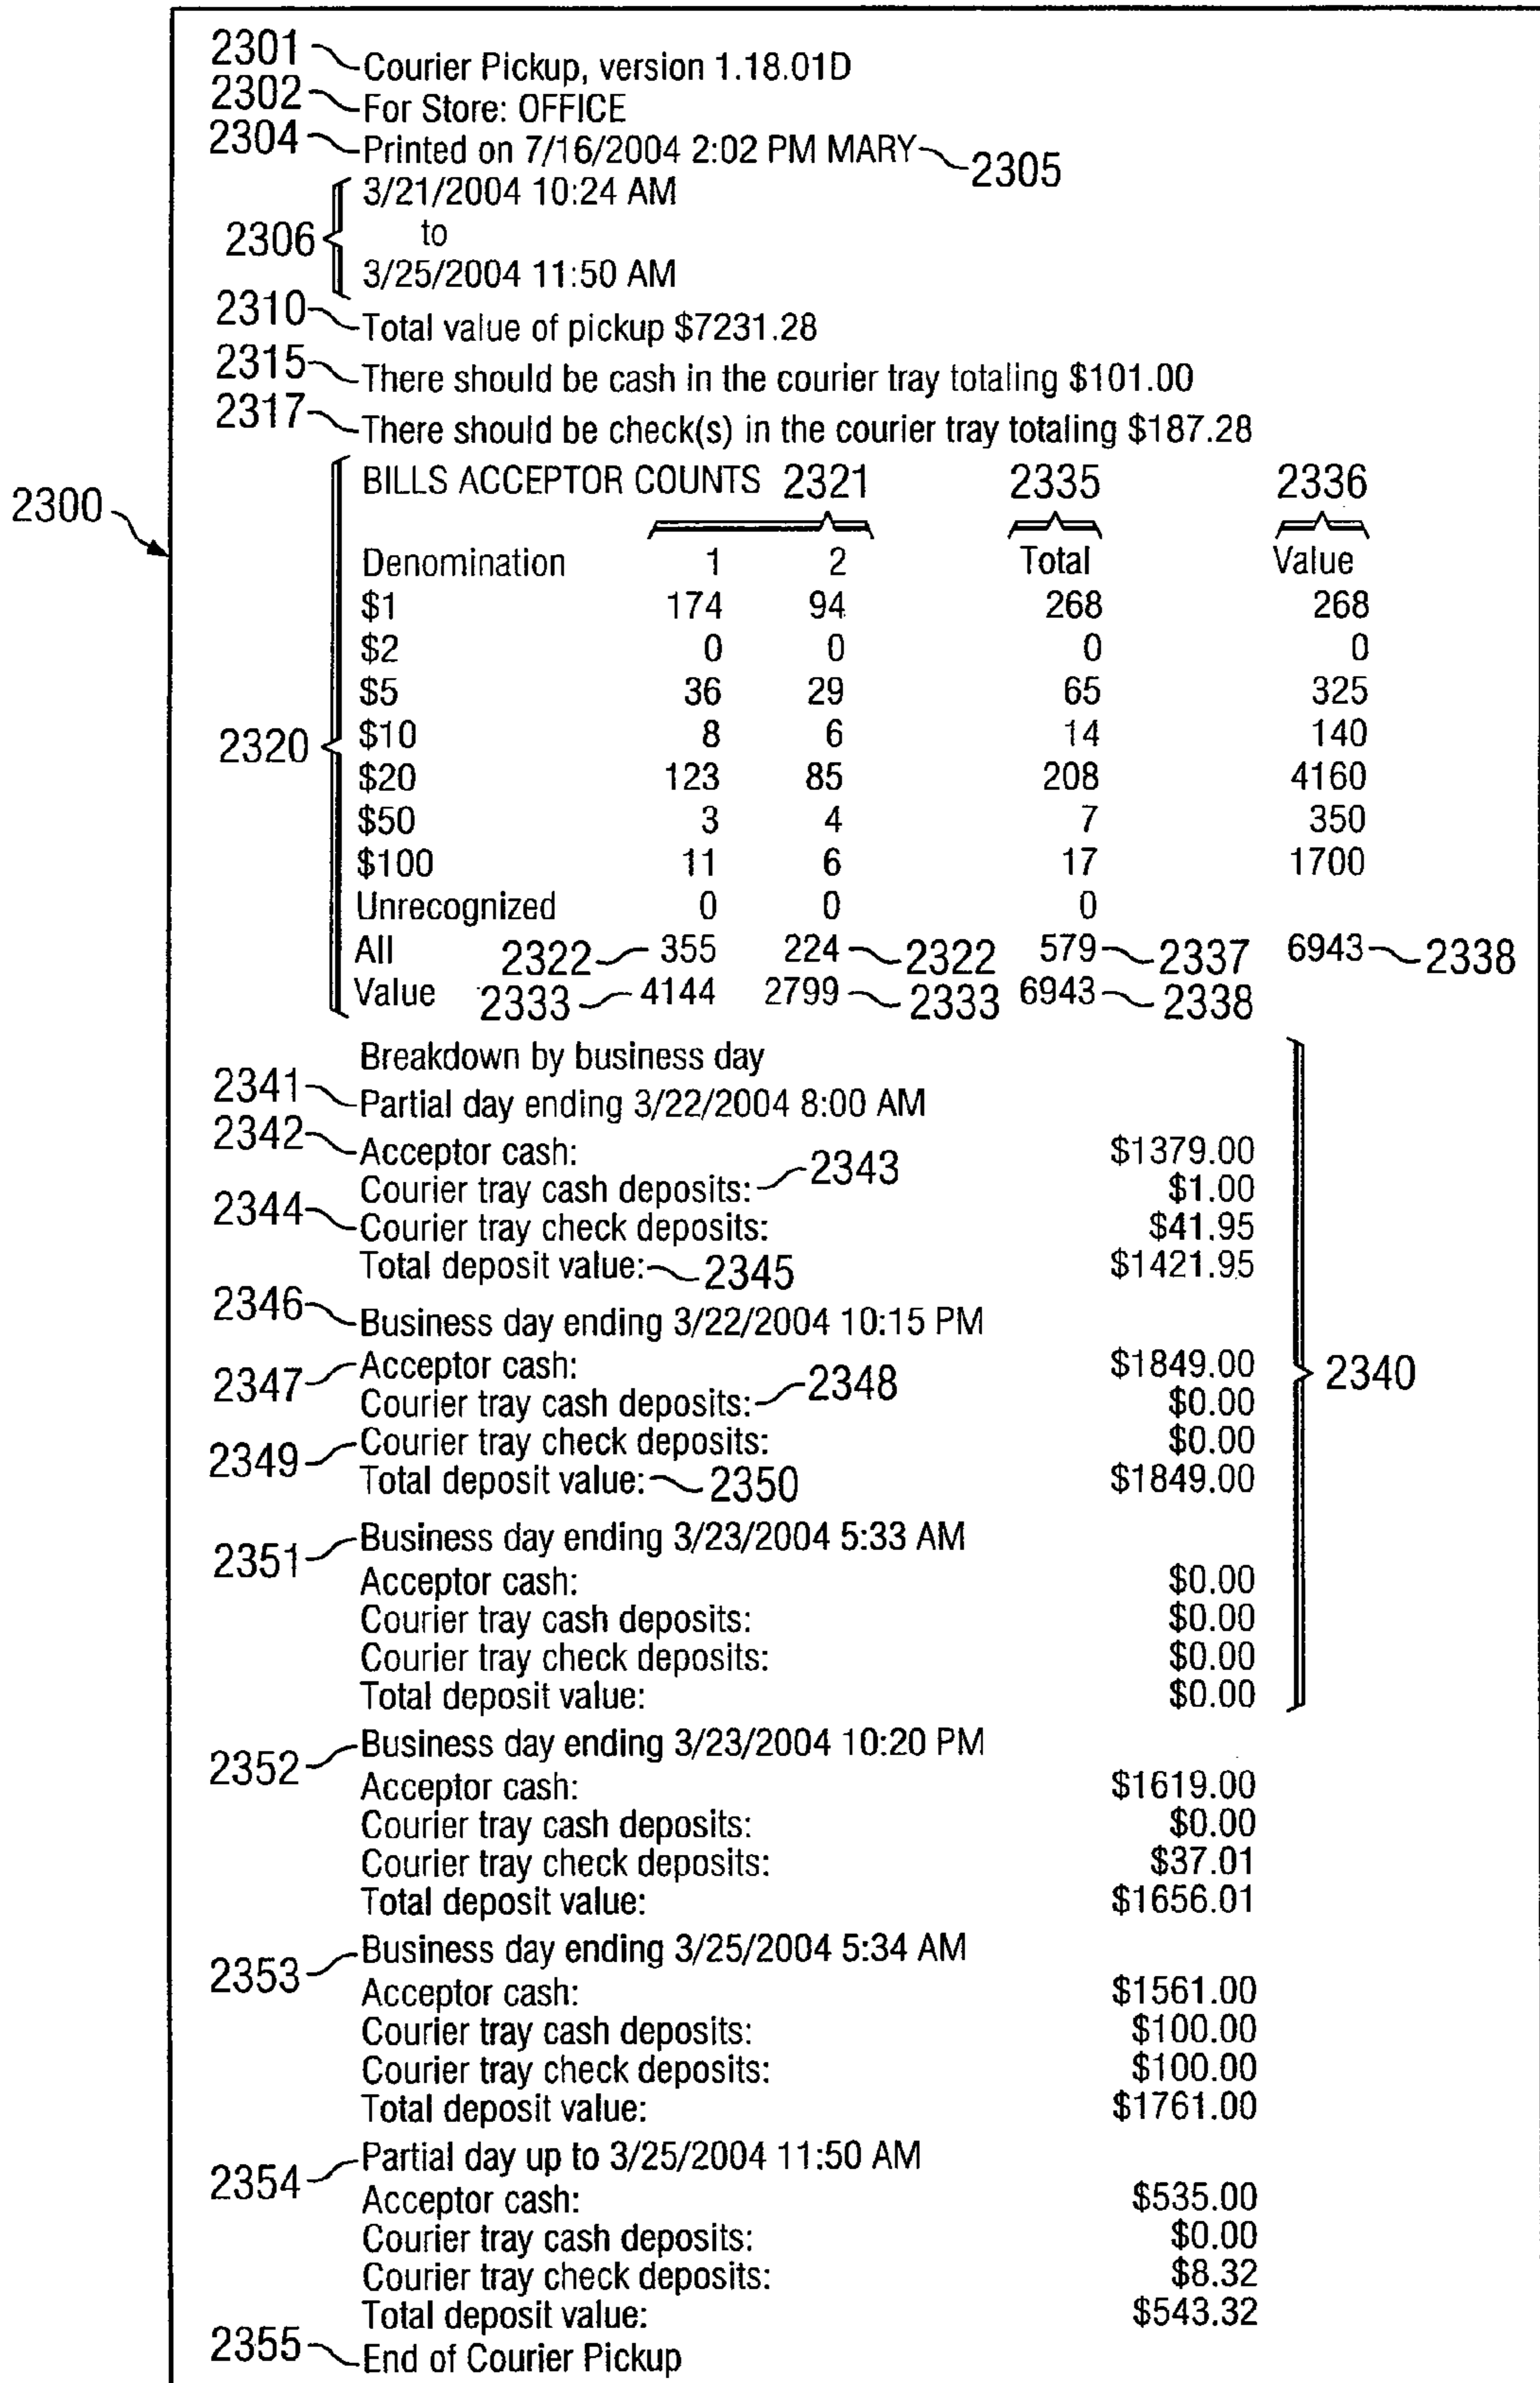 2301 Courier Pickup, version 1.18.01D
2302 For Store: OFFICE
2304 Printed on 7/16/2004 2:02 PM MARY 2305
3/21/2004 10:24 AM
2306 to
3/25/2004 11:50 AM
2310 Total value of pickup $7231.28
2315 There should be cash in the courier tray totaling $101.00
2317 There should be check(s) in the courier tray totaling $187.28
BILLS ACCEPTOR COUNTS 2321 2335 2336
2300
Denomination 1 2 Total Value
$1 174 94 268 268
$2 0 0 0 0
$5 36 29 65 325
2320 $10 8 6 14 140
$20 123 85 208 4160
$50 3 4 7 350
$100 11 6 17 1700
Unrecognized 0 0 0
All 2322 355 224 2322 579 2337 6943 2338
Value 2333 4144 2799 2333 6943 2338
Breakdown by business day
2341 Partial day ending 3/22/2004 8:00 AM
2342 Acceptor cash: $1379.00
Courier tray cash deposits: 2343 $1.00
2344 Courier tray check deposits: $41.95
Total deposit value: 2345 $1421.95
2346 Business day ending 3/22/2004 10:15 PM
2347 Acceptor cash: $1849.00 2340
Courier tray cash deposits: 2348 $0.00
2349 Courier tray check deposits: $0.00
Total deposit value: 2350 $1849.00
2351 Business day ending 3/23/2004 5:33 AM
Acceptor cash: $0.00
Courier tray cash deposits: $0.00
Courier tray check deposits: $0.00
Total deposit value: $0.00
2352 Business day ending 3/23/2004 10:20 PM
Acceptor cash: $1619.00
Courier tray cash deposits: $0.00
Courier tray check deposits: $37.01
Total deposit value: $1656.01
2353 Business day ending 3/25/2004 5:34 AM
Acceptor cash: $1561.00
Courier tray cash deposits: $100.00
Courier tray check deposits: $100.00
Total deposit value: $1761.00
2354 Partial day up to 3/25/2004 11:50 AM
Acceptor cash: $535.00
Courier tray cash deposits: $0.00
Courier tray check deposits: $8.32
Total deposit value: $543.32
2355 End of Courier Pickup